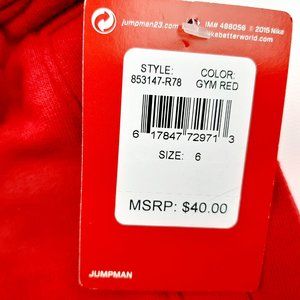 jumpman23.com
IM# 486056 © 2015 Nike
nikebetterworld.com
STYLE: COLOR:
853147-R78 GYM RED
6 17847 72971 3
SIZE: 6
MSRP: $40.00
JUMPMAN